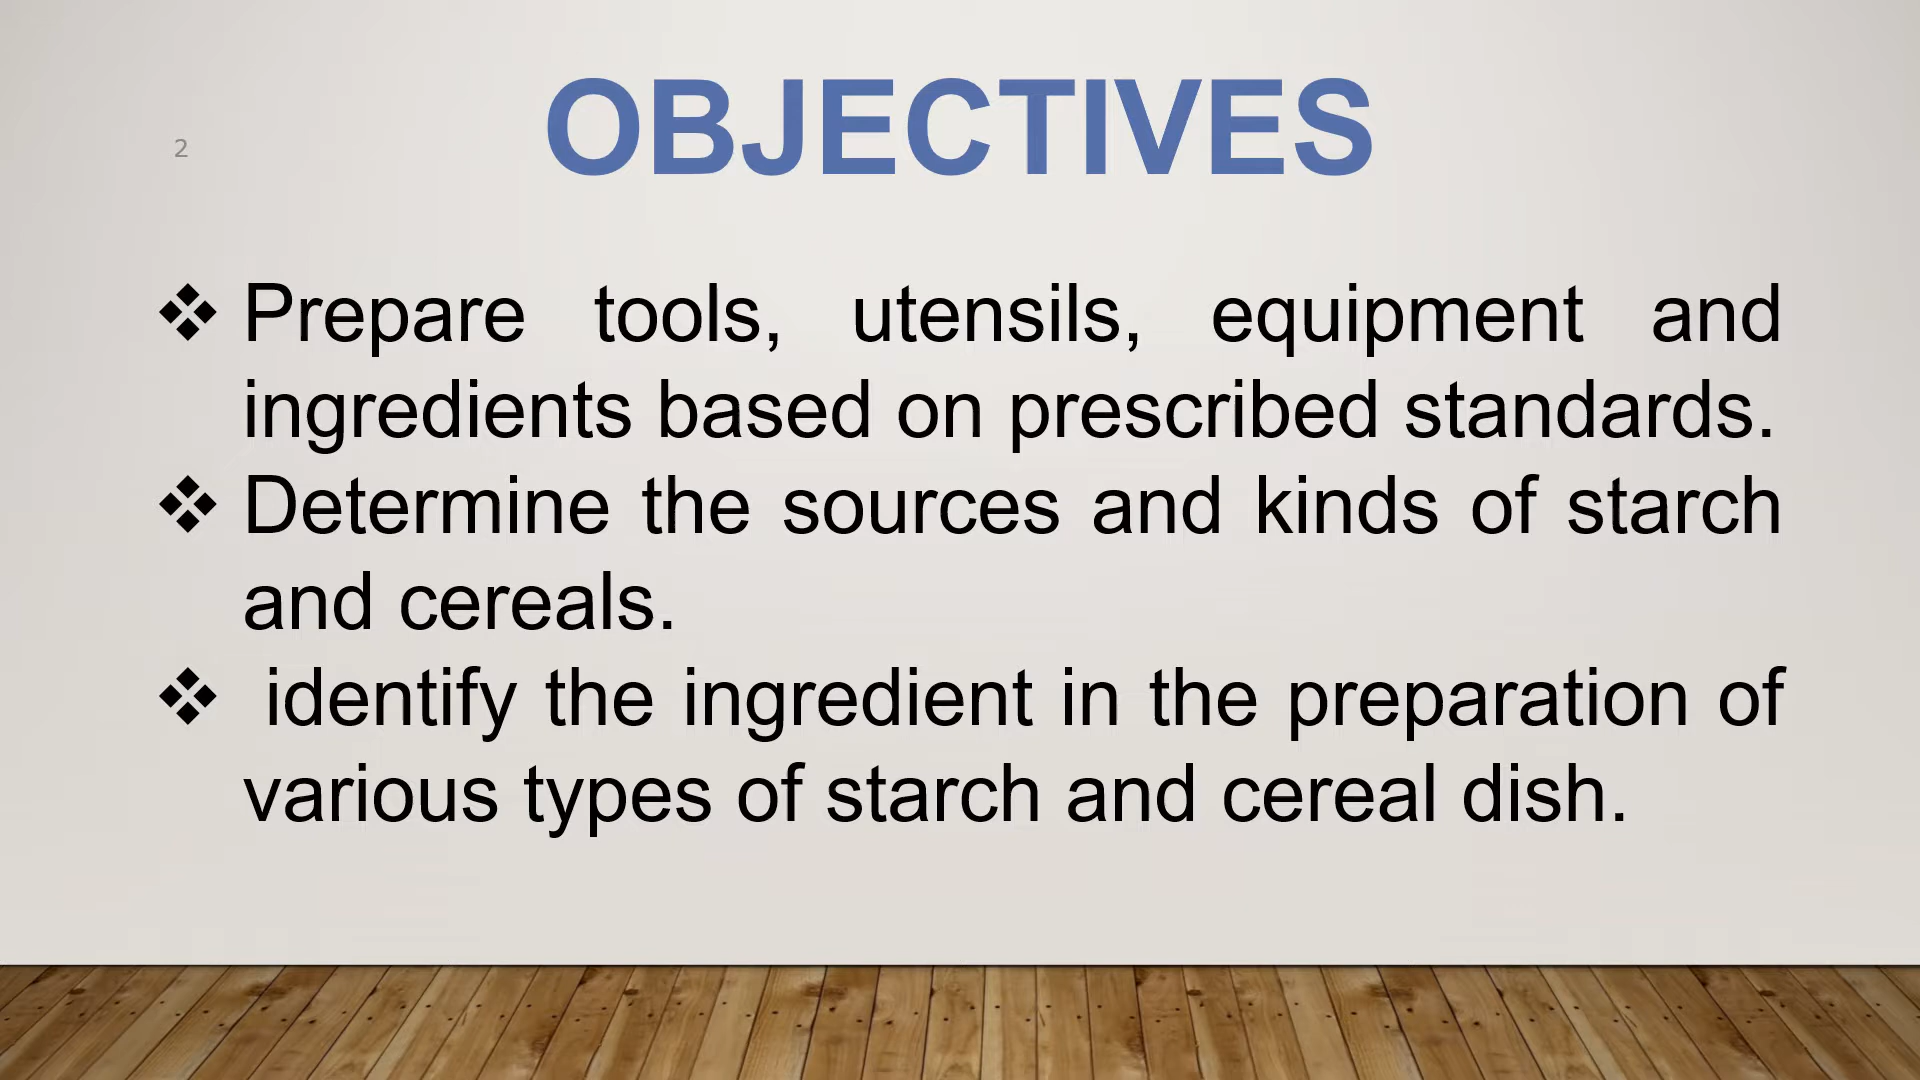 OBJECTIVES
2
❖ Prepare tools, utensils, equipment and
ingredients based on prescribed standards.
❖ Determine the sources and kinds of starch
and cereals.
❖ identify the ingredient in the preparation of
various types of starch and cereal dish.